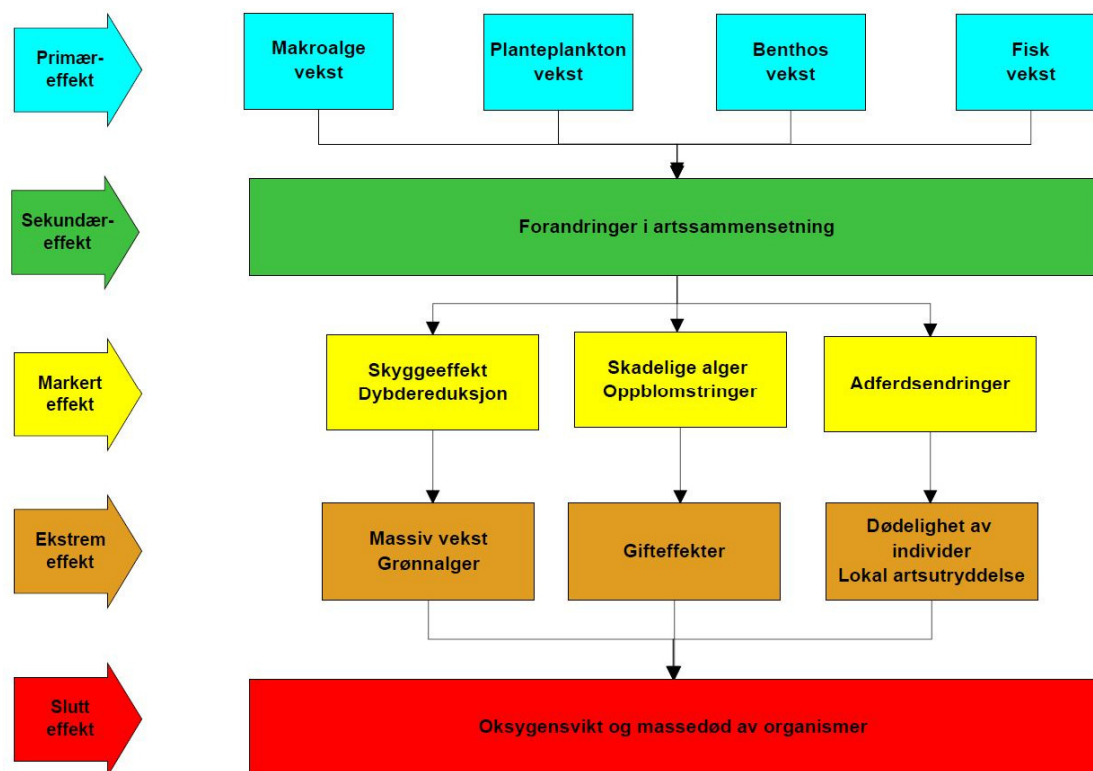 Primær-
effekt
Makroalge
vekst
Planteplankton
vekst
Benthos
vekst
Fisk
vekst
Sekundær-
effekt
Forandringer i artssammensetning
Markert
effekt
Skyggeeffekt
Dybdereduksjon
Skadelige alger
Oppblomstringer
Adferdsendringer
Ekstrem
effekt
Massiv vekst
Grønnalger
Gifteffekter
Dødelighet av
individer
Lokal artsutryddelse
Slutt
effekt
Oksygensvikt og massedød av organismer